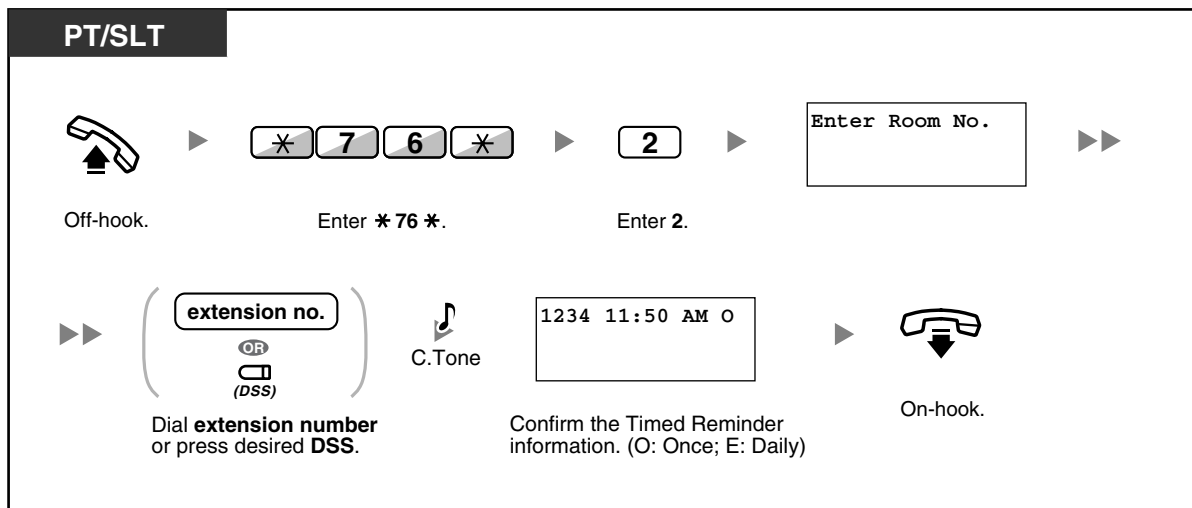 PT/SLT
✳ 7 6 ✳
2
Enter Room No.
Off-hook.
Enter ✳ 76 ✳.
Enter 2.
extension no.
OR
(DSS)
C.Tone
1234 11:50 AM O
Dial extension number
or press desired DSS.
Confirm the Timed Reminder
information. (O: Once; E: Daily)
On-hook.